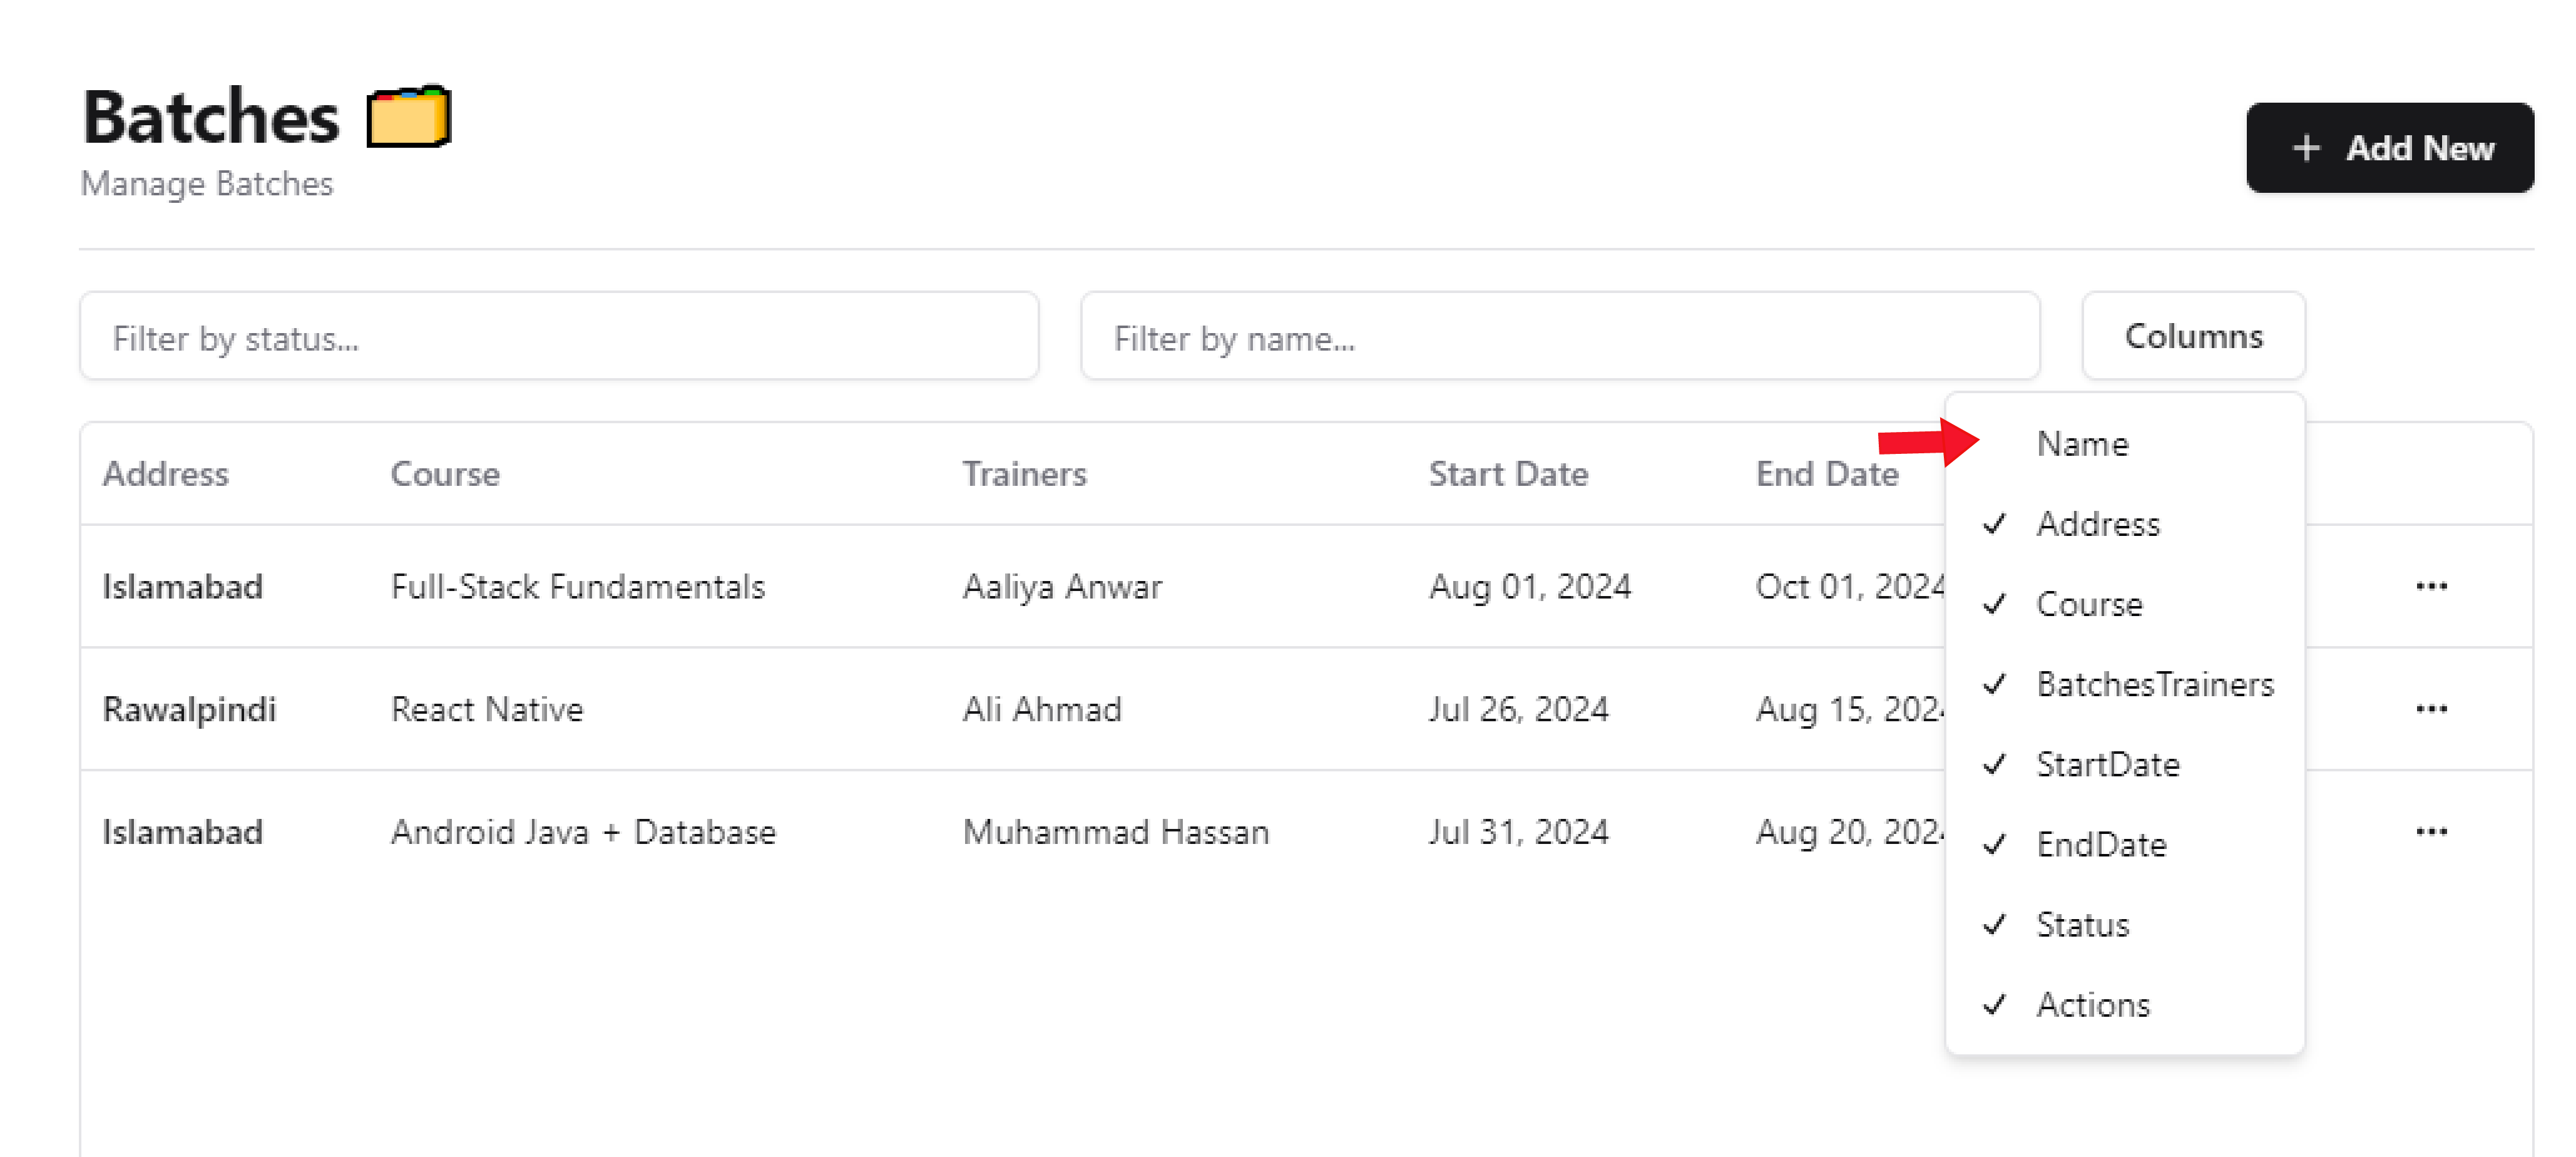 Batches
Manage Batches
+ Add New
Filter by status...
Filter by name...
Columns
Address Course Trainers Start Date End Date
Islamabad Full-Stack Fundamentals Aaliya Anwar Aug 01, 2024 Oct 01, 2024
Rawalpindi React Native Ali Ahmad Jul 26, 2024 Aug 15, 202
Islamabad Android Java + Database Muhammad Hassan Jul 31, 2024 Aug 20, 202
Name
Address
Course
BatchesTrainers
StartDate
EndDate
Status
Actions